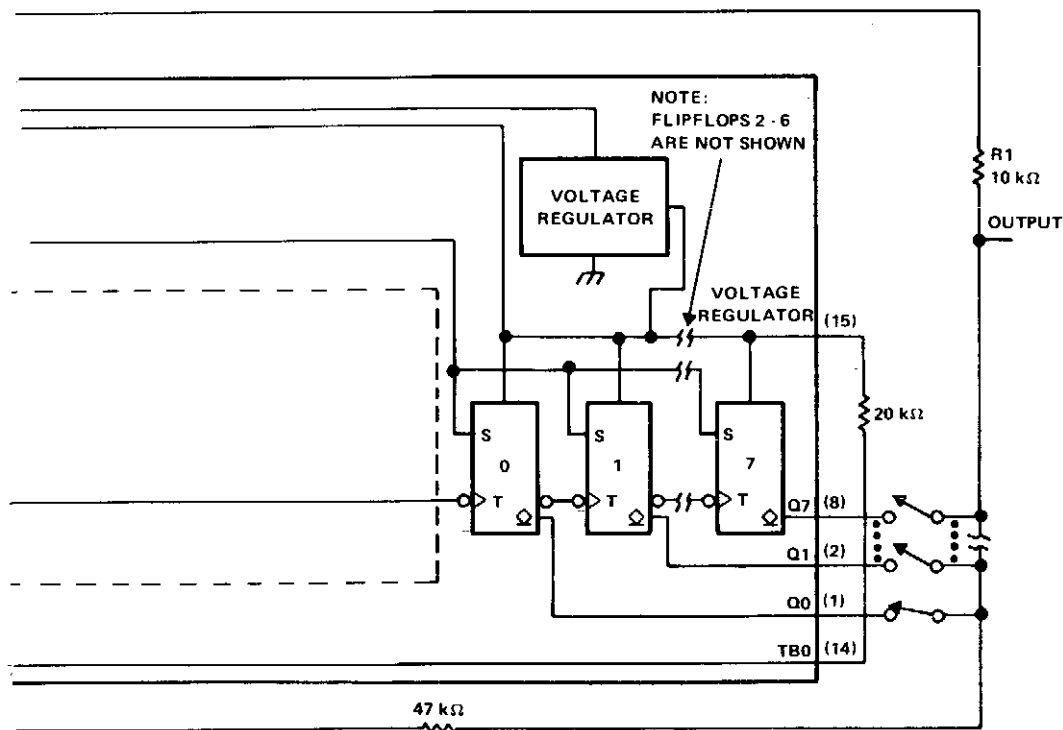 NOTE:
FLIPFLOPS 2 - 6
ARE NOT SHOWN
R1
10 kΩ
VOLTAGE
REGULATOR
OUTPUT
VOLTAGE
REGULATOR
(15)
20 kΩ
S
0
T
S
1
T
S
7
T
Q7 (8)
Q1 (2)
Q0 (1)
TB0 (14)
47 kΩ